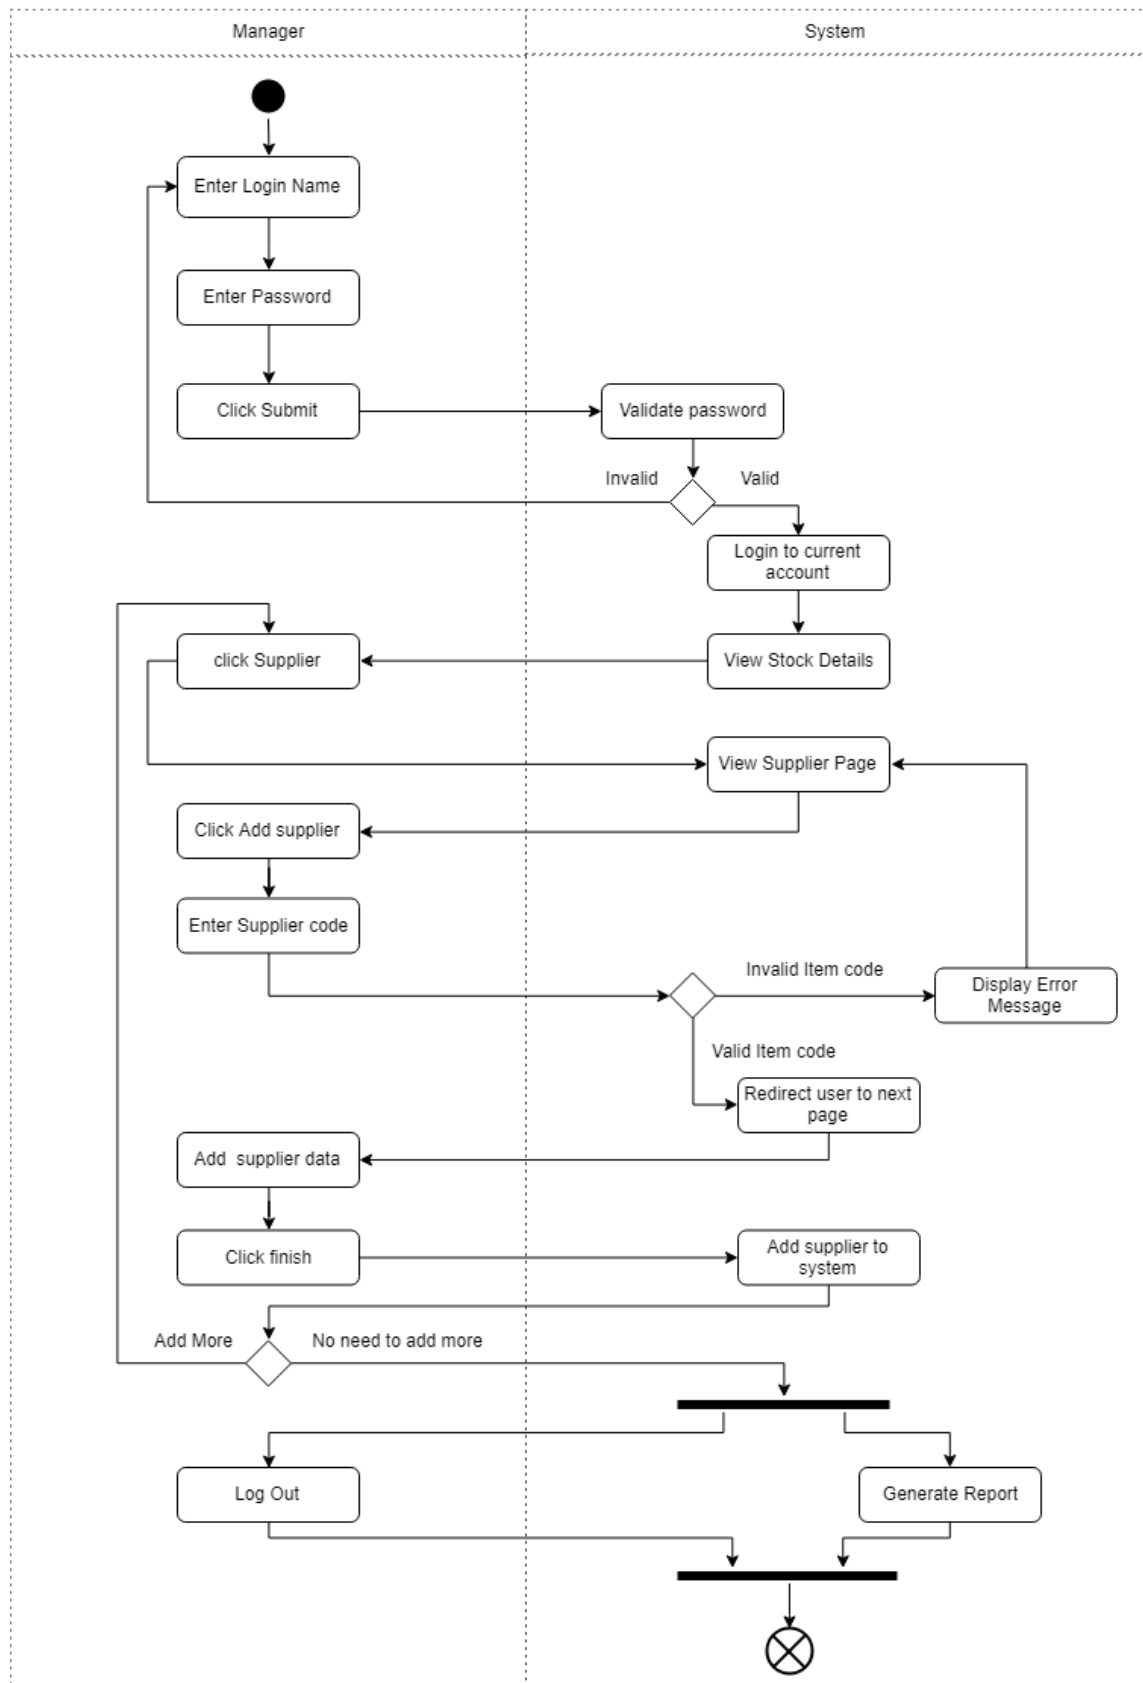 Manager
System
Enter Login Name
Enter Password
Click Submit
Validate password
Invalid
Valid
Login to current
account
click Supplier
View Stock Details
View Supplier Page
Click Add supplier
Enter Supplier code
Invalid Item code
Display Error
Message
Valid Item code
Redirect user to next
page
Add supplier data
Click finish
Add supplier to
system
Add More
No need to add more
Log Out
Generate Report